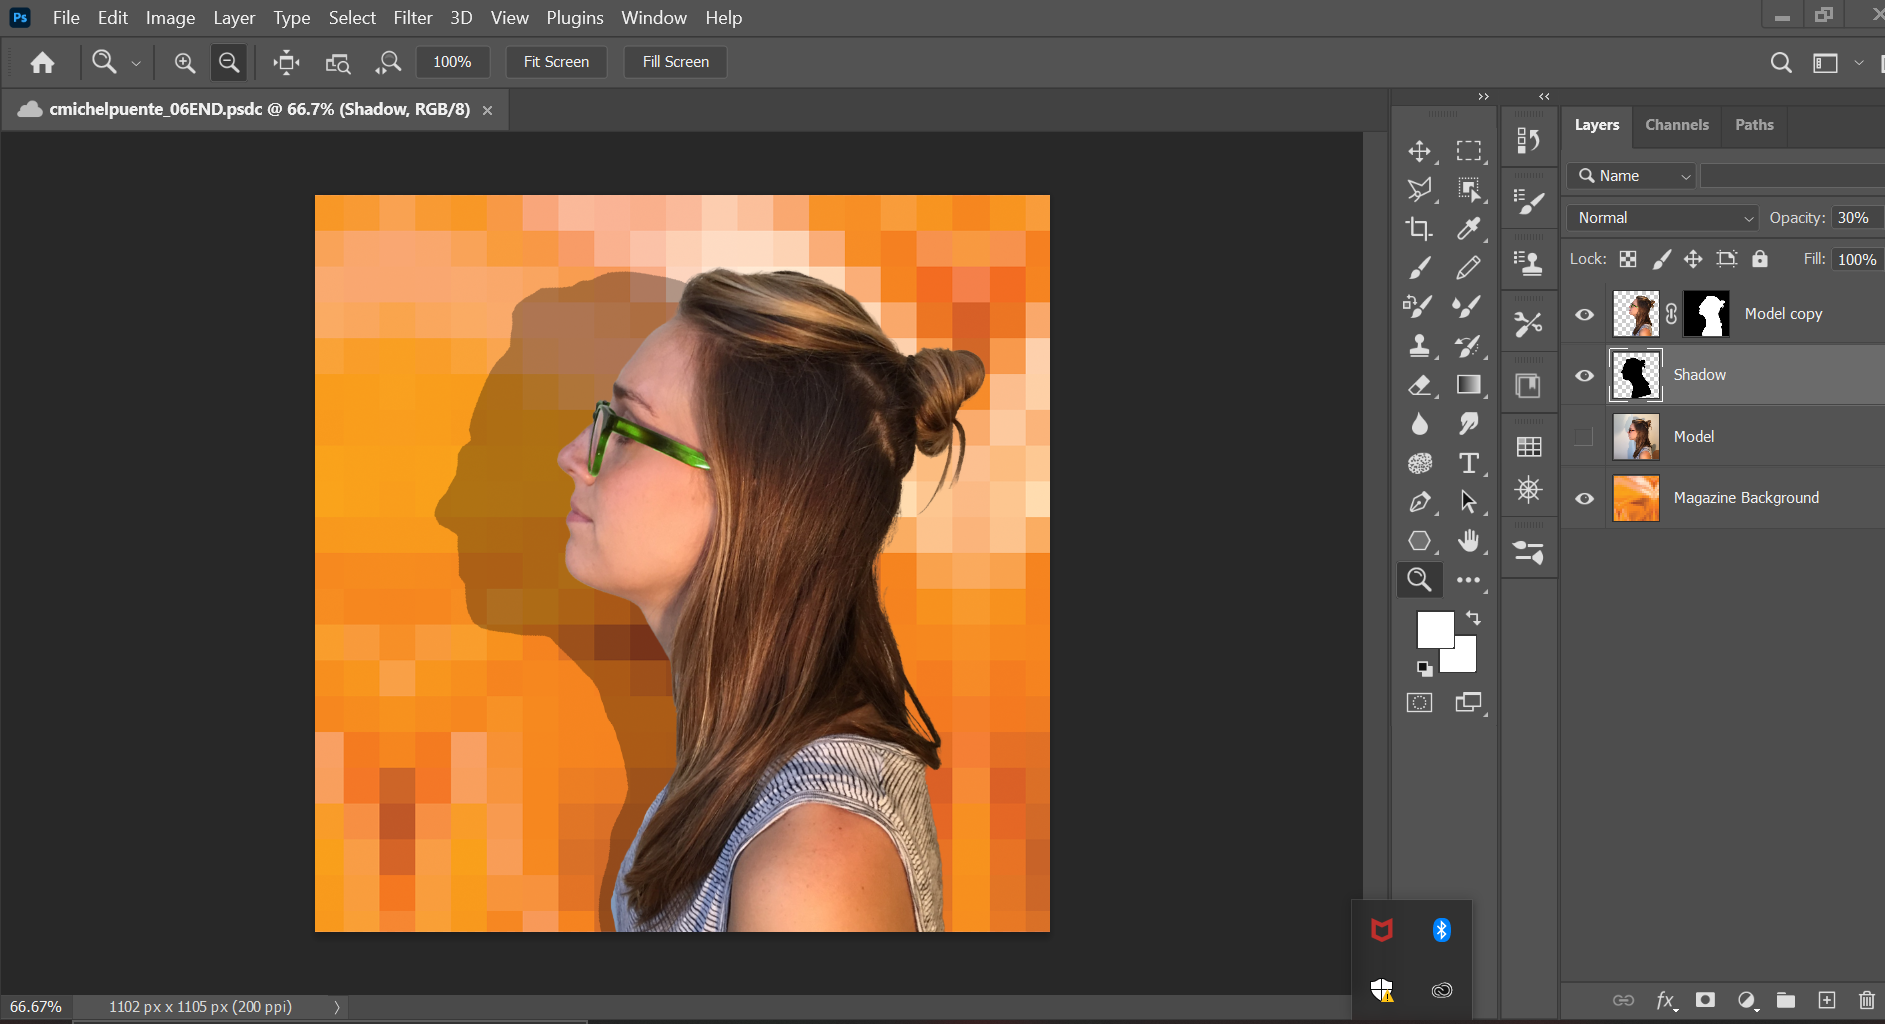 Ps File Edit Image Layer Type Select Filter 3D View Plugins Window Help
100% Fit Screen Fill Screen
cmichelpuente_06END.psdc @ 66.7% (Shadow, RGB/8) ×
Layers Channels Paths
Name
Normal Opacity: 30%
Lock: Fill: 100%
Model copy
Shadow
Model
Magazine Background
66.67% 1102 px x 1105 px (200 ppi)
fx